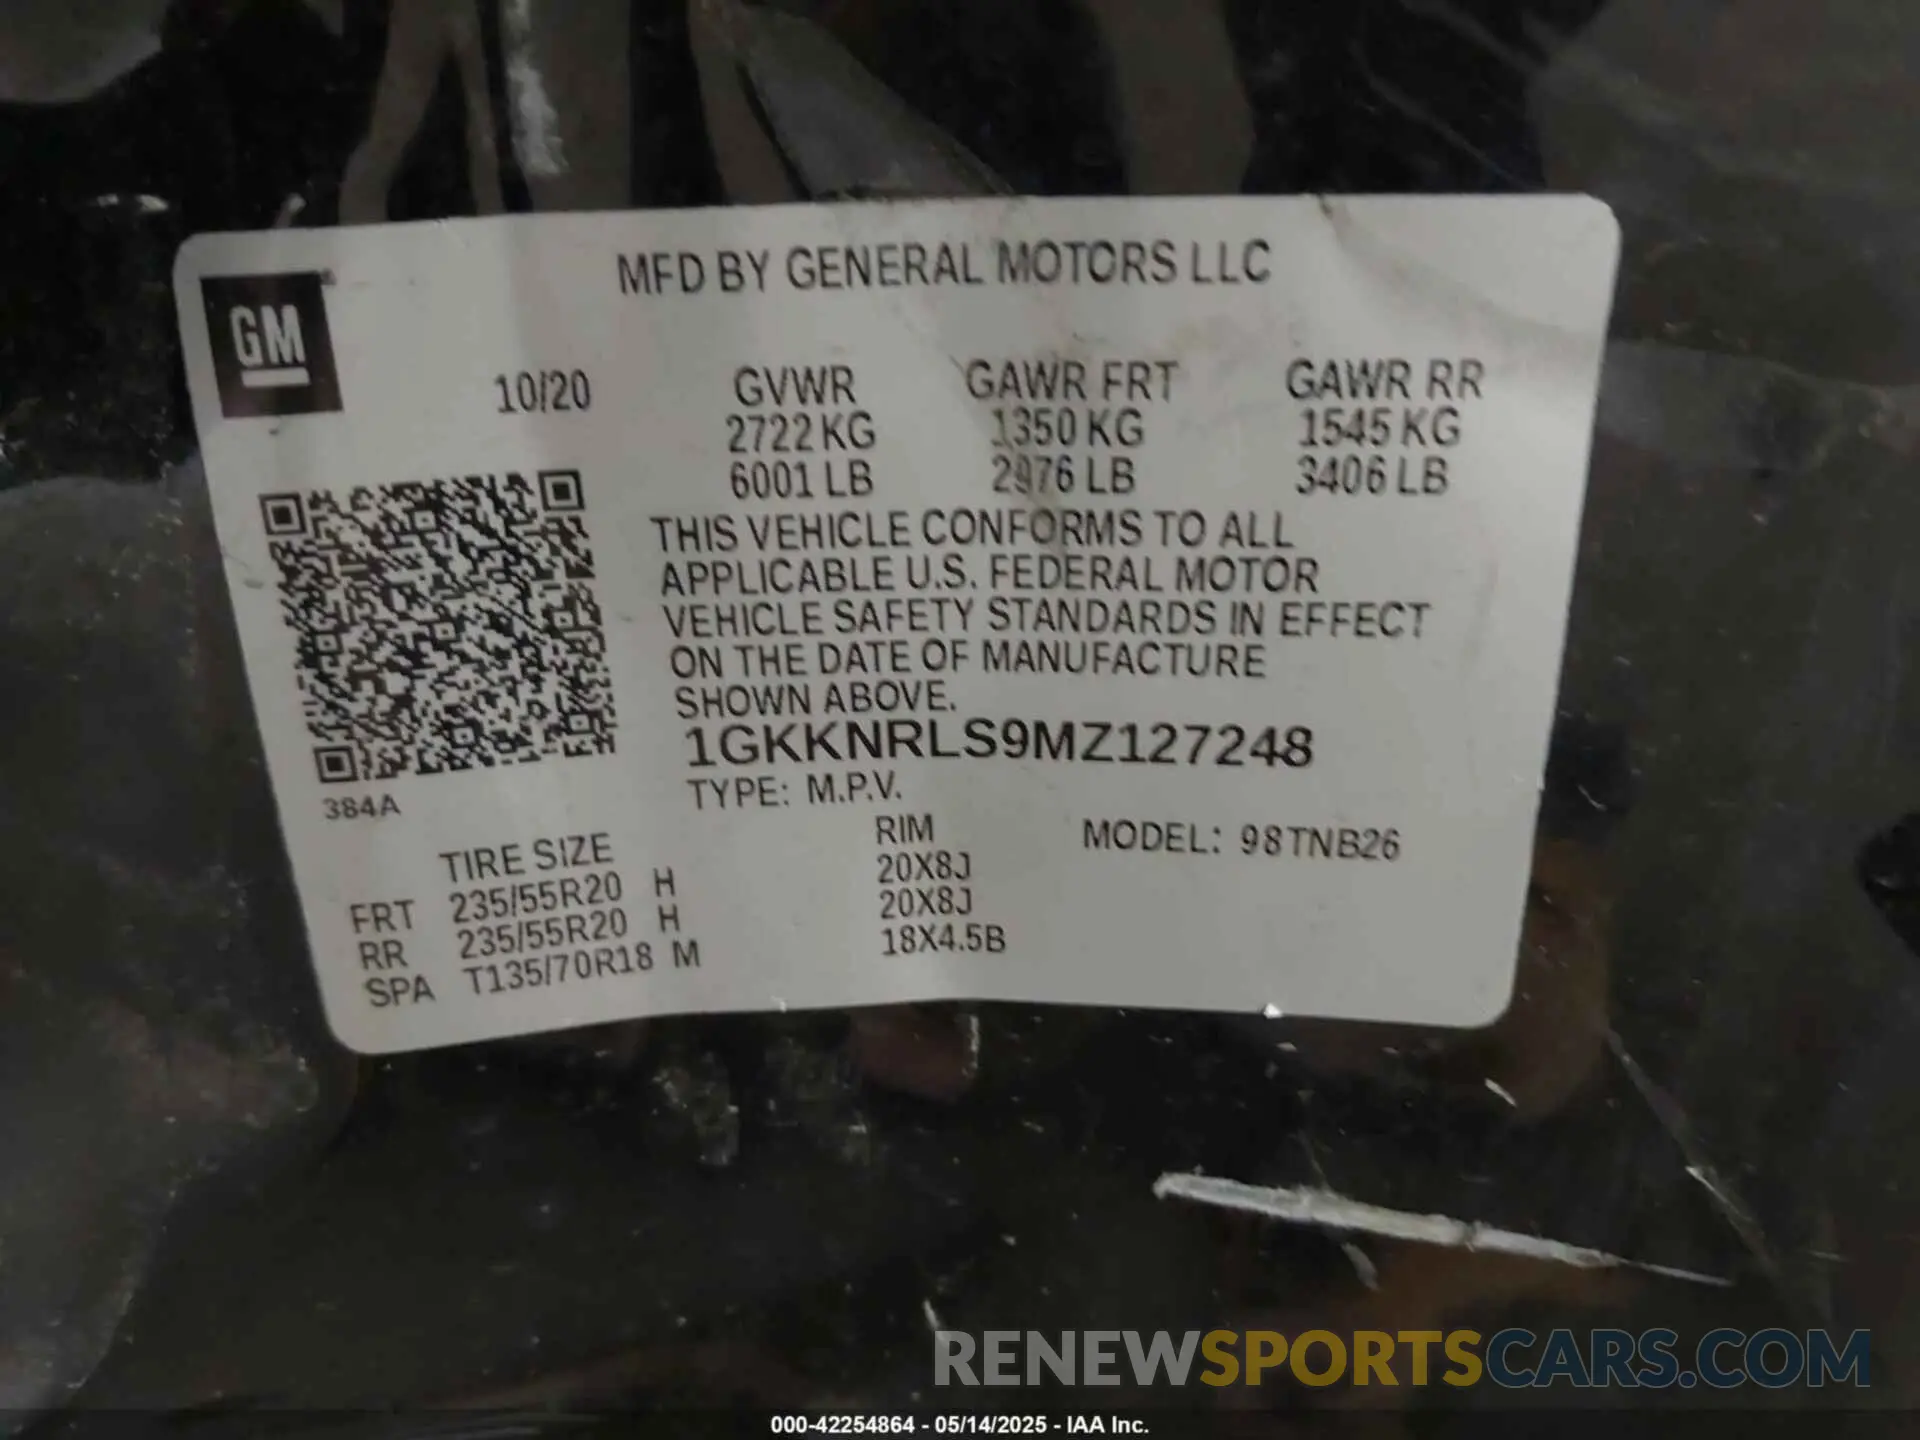 MFD BY GENERAL MOTORS LLC
GM
10/20 GVWR GAWR FRT GAWR RR
2722 KG 1350 KG 1545 KG
6001 LB 2976 LB 3406 LB
THIS VEHICLE CONFORMS TO ALL
APPLICABLE U.S. FEDERAL MOTOR
VEHICLE SAFETY STANDARDS IN EFFECT
ON THE DATE OF MANUFACTURE
SHOWN ABOVE.
1GKKNRLS9MZ127248
TYPE: M.P.V.
384A
TIRE SIZE RIM MODEL: 98TNB26
FRT 235/55R20 H 20X8J
RR 235/55R20 H 20X8J
SPA T135/70R18 M 18X4.5B
RENEWSPORTSCARS.COM
000-42254864 - 05/14/2025 - IAA Inc.